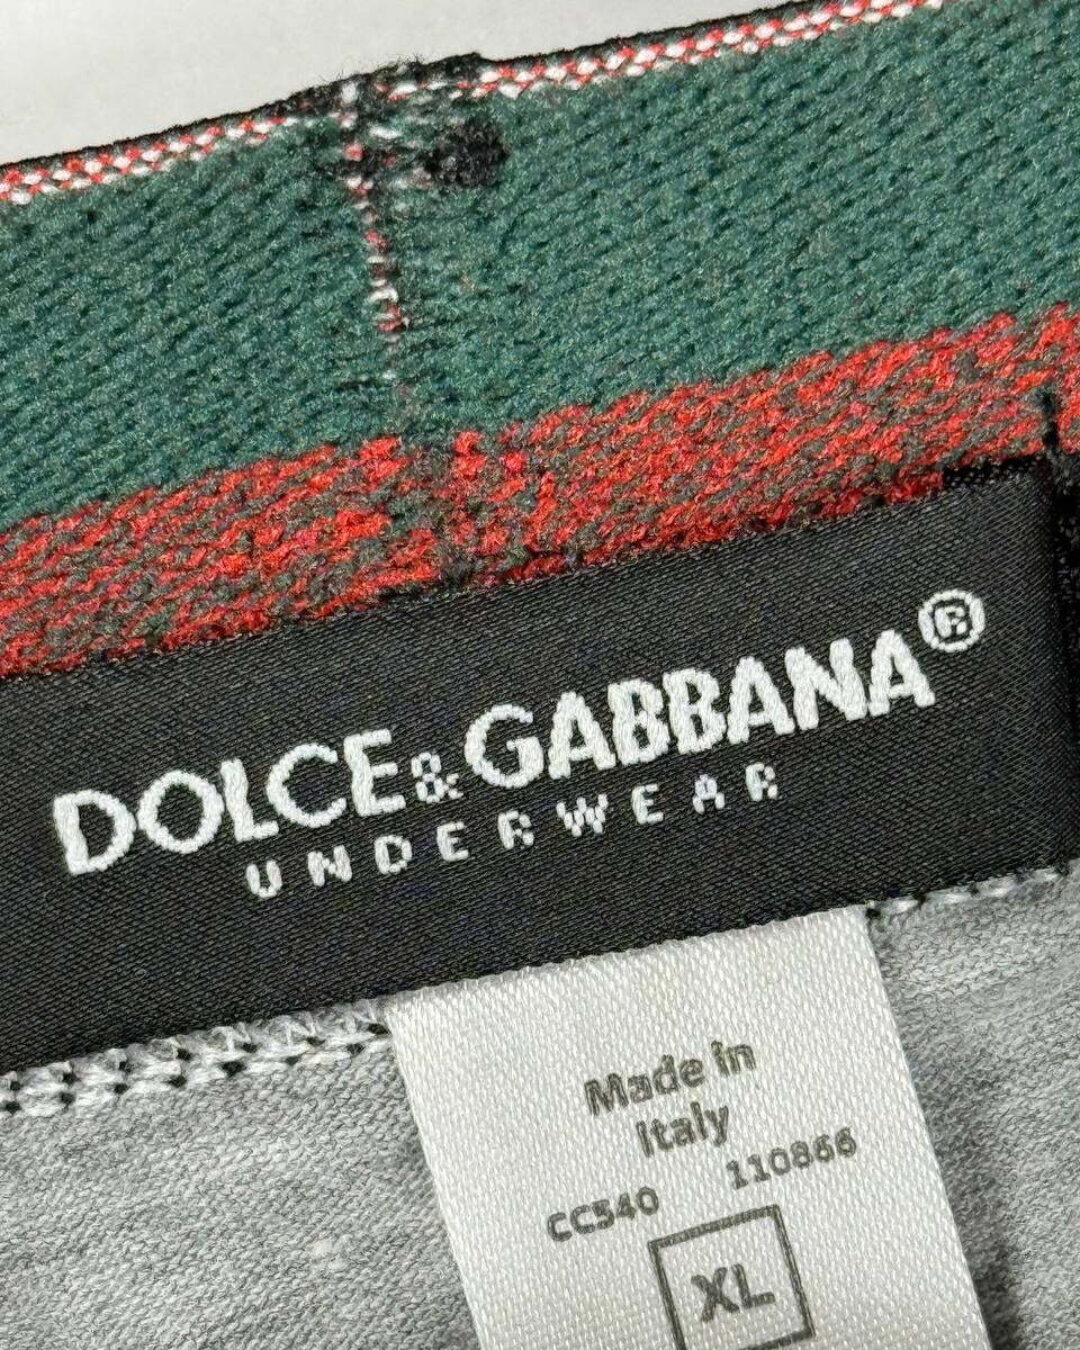 DOLCE&GABBANA®
UNDERWEAR
Made in
Italy
CC540 110866
XL